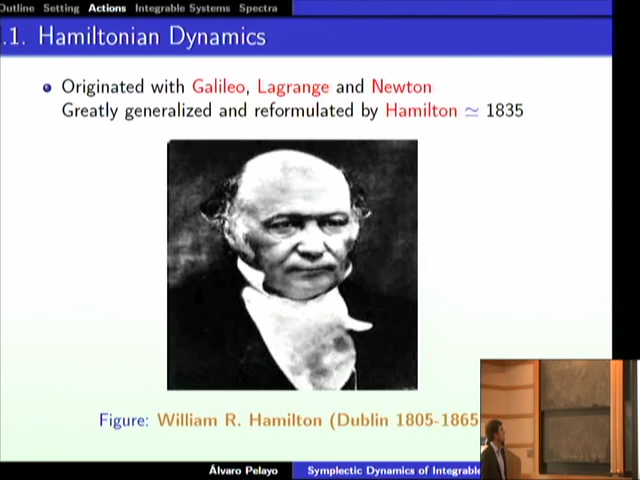 Outline Setting Actions Integrable Systems Spectra
.1. Hamiltonian Dynamics
Originated with Galileo, Lagrange and Newton
Greatly generalized and reformulated by Hamilton ≃ 1835
Figure: William R. Hamilton (Dublin 1805-1865
Álvaro Pelayo Symplectic Dynamics of Integrable